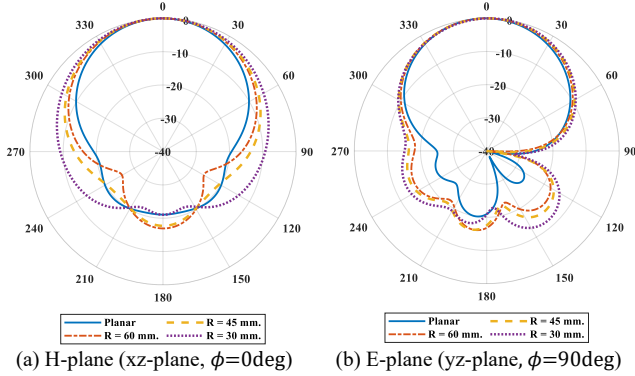 0 0
330 30 330 30
-0 -0
-10 -10
300 60 300 60
-20 -20
-30 -30
270 -40 90 270 -40 90
240 120 240 120
210 150 210 150
180 180
Planar R = 45 mm. Planar R = 45 mm.
R = 60 mm. R = 30 mm. R = 60 mm. R = 30 mm.
(a) H-plane (xz-plane, ϕ=0deg) (b) E-plane (yz-plane, ϕ=90deg)